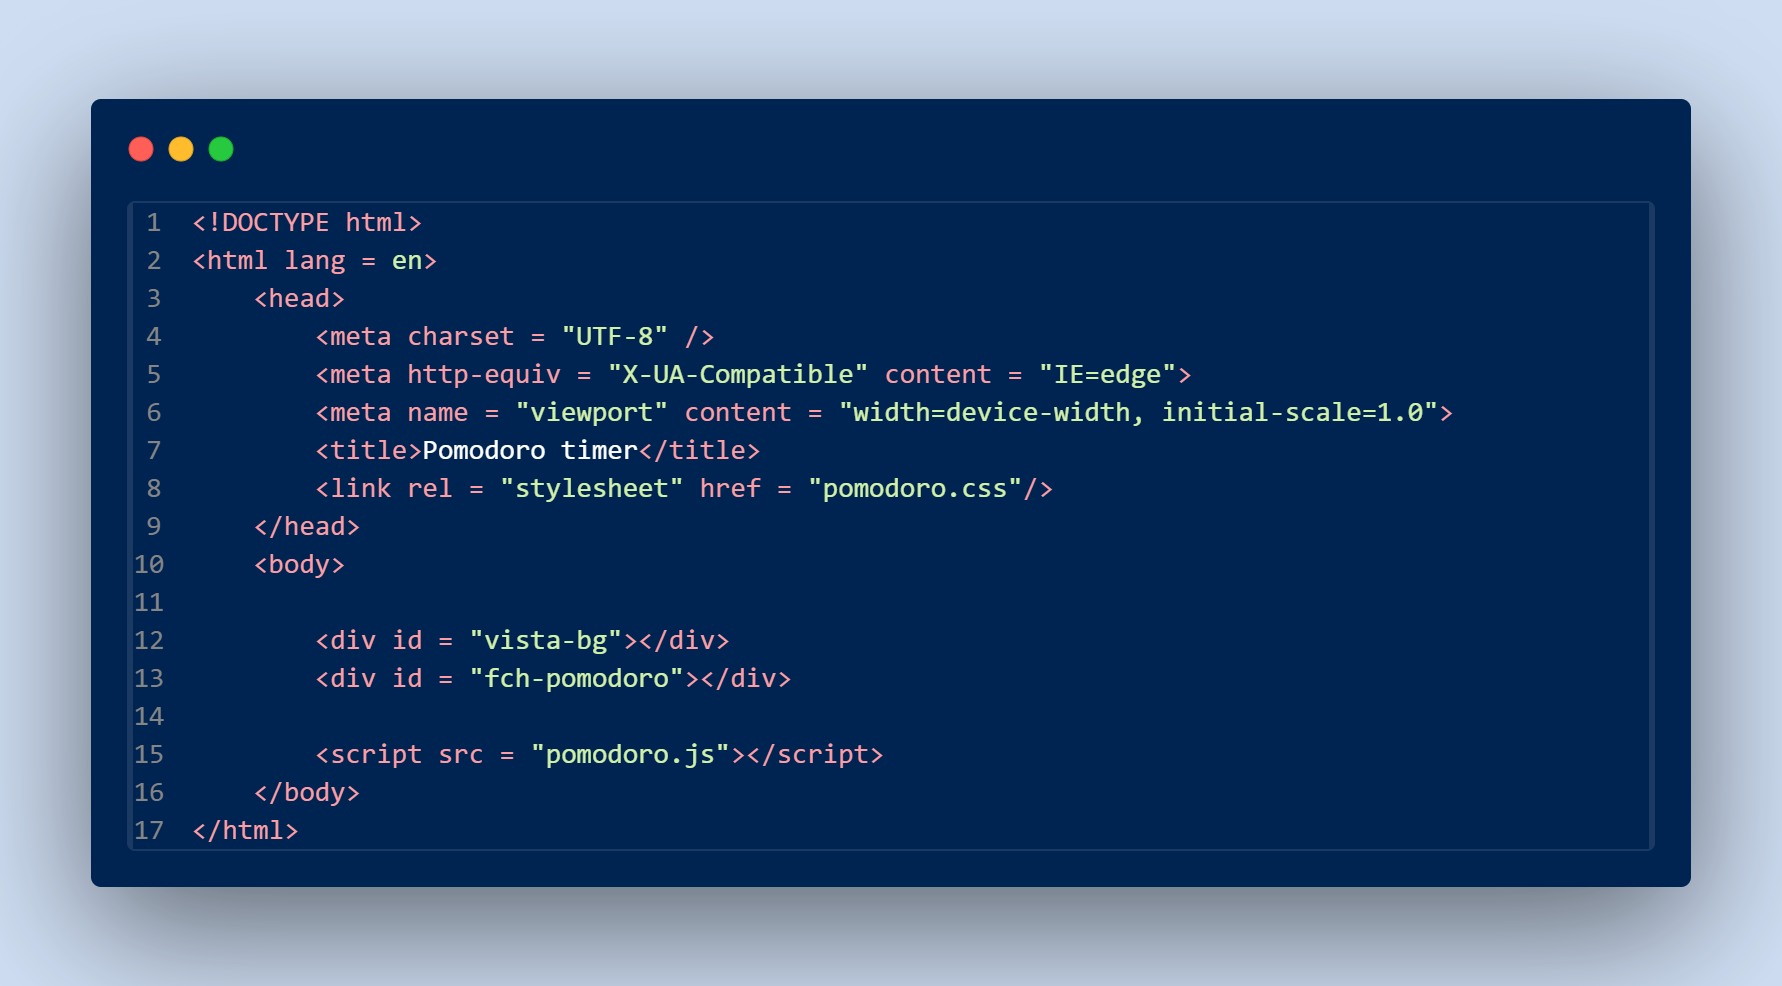 1 <!DOCTYPE html>
2 <html lang = en>
3     <head>
4         <meta charset = "UTF-8" />
5         <meta http-equiv = "X-UA-Compatible" content = "IE=edge">
6         <meta name = "viewport" content = "width=device-width, initial-scale=1.0">
7         <title>Pomodoro timer</title>
8         <link rel = "stylesheet" href = "pomodoro.css"/>
9     </head>
10     <body>
11
12         <div id = "vista-bg"></div>
13         <div id = "fch-pomodoro"></div>
14
15         <script src = "pomodoro.js"></script>
16     </body>
17 </html>